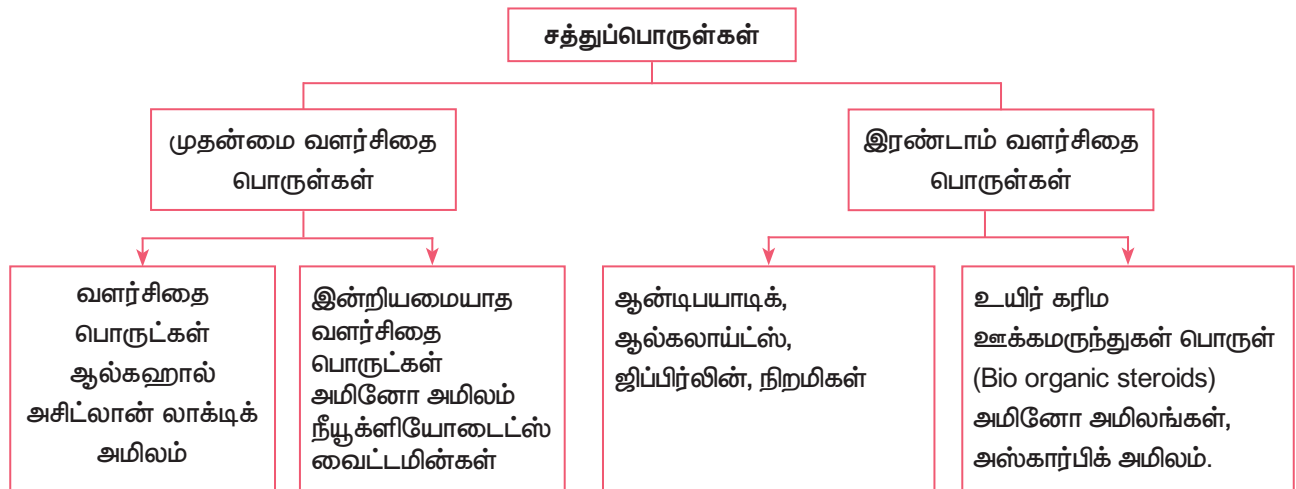 சத்துப்பொருள்கள்
முதன்மை வளர்சிதை
பொருள்கள்
இரண்டாம் வளர்சிதை
பொருள்கள்
வளர்சிதை
பொருட்கள்
ஆல்கஹால்
அசிட்லான் லாக்டிக்
அமிலம்
இன்றியமையாத
வளர்சிதை
பொருட்கள்
அமினோ அமிலம்
நீயூக்ளியோடைட்ஸ்
வைட்டமின்கள்
ஆன்டிபயாடிக்,
ஆல்கலாய்ட்ஸ்,
ஜிப்பிர்லின், நிறமிகள்
உயிர் கரிம
ஊக்கமருந்துகள் பொருள்
(Bio organic steroids)
அமினோ அமிலங்கள்,
அஸ்கார்பிக் அமிலம்.